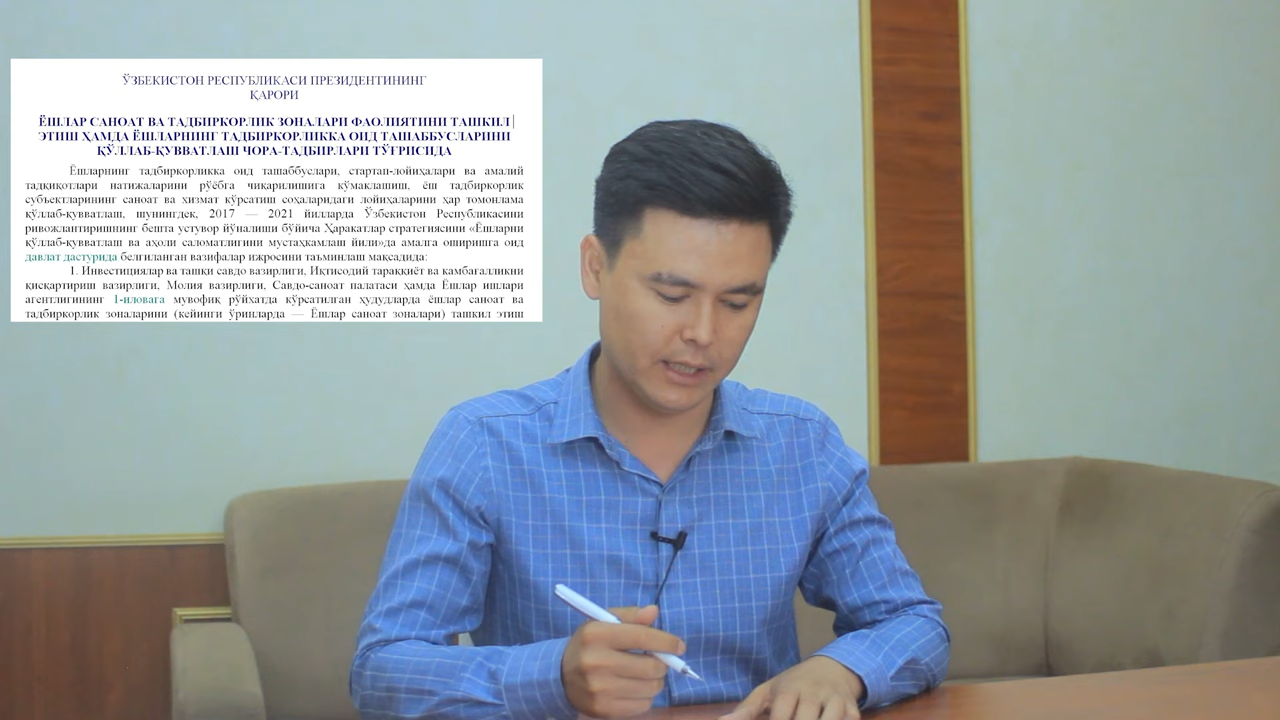 ЎЗБЕКИСТОН РЕСПУБЛИКАСИ ПРЕЗИДЕНТИНИНГ
ҚАРОРИ
ЁШЛАР САНОАТ ВА ТАДБИРКОРЛИК ЗОНАЛАРИ ФАОЛИЯТИНИ ТАШКИЛ
ЭТИШ ҲАМДА ЁШЛАРНИНГ ТАДБИРКОРЛИККА ОИД ТАШАББУСЛАРИНИ
ҚЎЛЛАБ-ҚУВВАТЛАШ ЧОРА-ТАДБИРЛАРИ ТЎҒРИСИДА
Ёшларнинг тадбиркорликка оид ташаббуслари, стартап-лойиҳалари ва амалий
тадқиқотлари натижаларини рўёбга чиқарилишига кўмаклашиш, ёш тадбиркорлик
субъектларининг саноат ва хизмат кўрсатиш соҳаларидаги лойиҳаларини ҳар томонлама
қўллаб-қувватлаш, шунингдек, 2017 — 2021 йилларда Ўзбекистон Республикасини
ривожлантиришнинг бешта устувор йўналиши бўйича Ҳаракатлар стратегиясини «Ёшларни
қўллаб-қувватлаш ва аҳоли саломатлигини мустаҳкамлаш йили»да амалга оширишга оид
давлат дастурида белгиланган вазифалар ижросини таъминлаш мақсадида:
1. Инвестициялар ва ташқи савдо вазирлиги, Иқтисодий тараққиёт ва камбағалликни
қисқартириш вазирлиги, Молия вазирлиги, Савдо-саноат палатаси ҳамда Ёшлар ишлари
агентлигининг 1-иловага мувофиқ рўйхатда кўрсатилган ҳудудларда ёшлар саноат ва
тадбиркорлик зоналарини (кейинги ўринларда — Ёшлар саноат зоналари) ташкил этиш